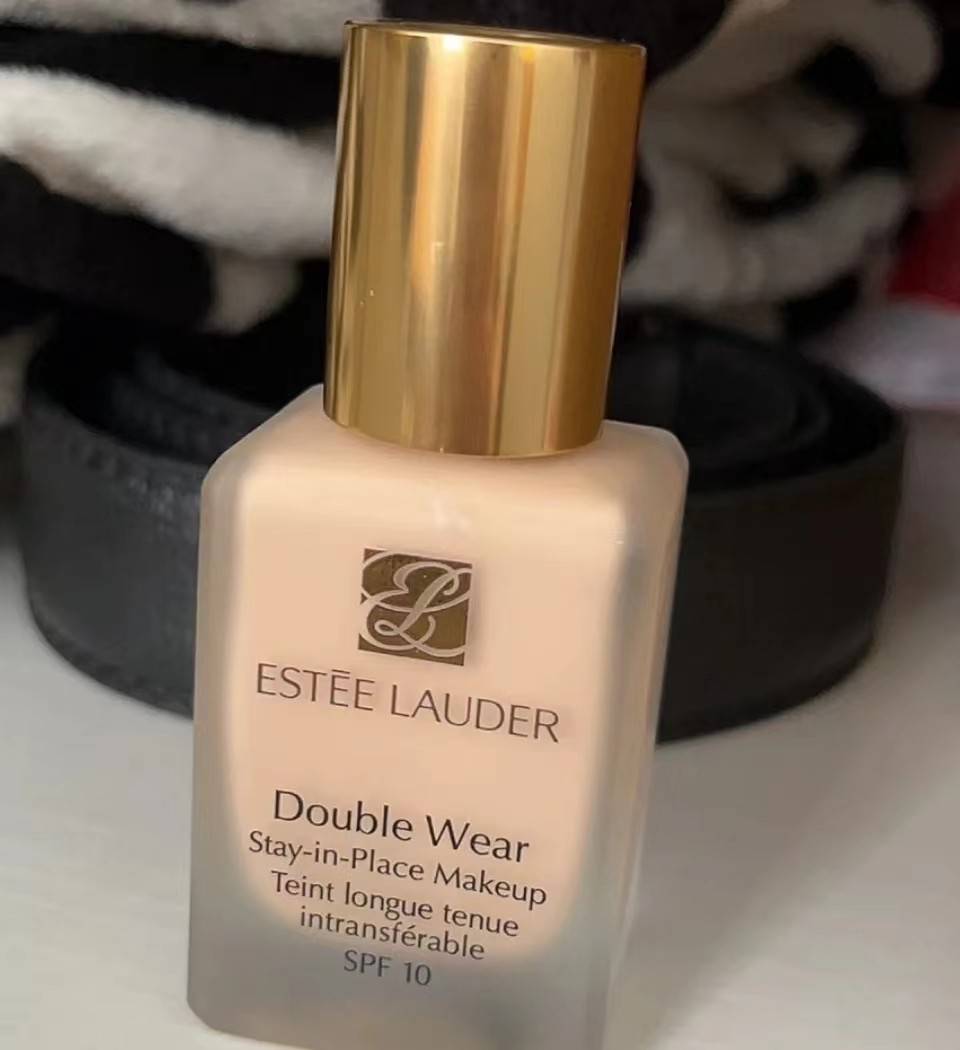 ESTĒE LAUDER
Double Wear
Stay-in-Place Makeup
Teint longue tenue
intransférable
SPF 10